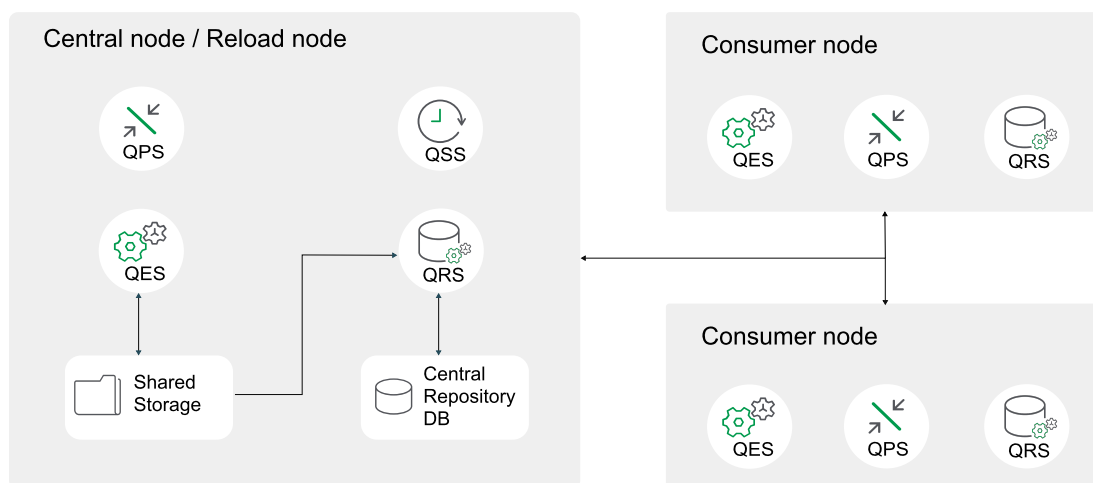 Central node / Reload node
QPS
QSS
QES
QRS
Shared
Storage
Central
Repository
DB
Consumer node
QES
QPS
QRS
Consumer node
QES
QPS
QRS